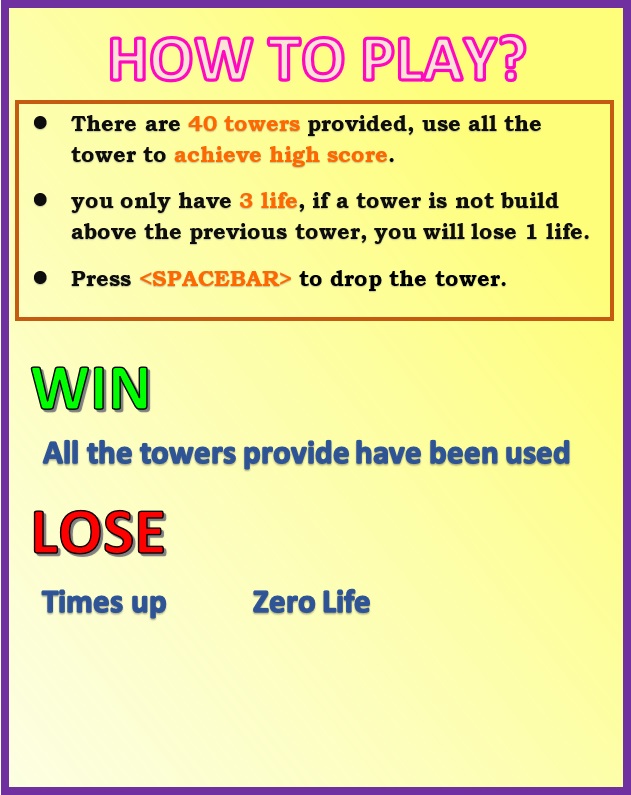 HOW TO PLAY?
● There are 40 towers provided, use all the
tower to achieve high score.
● you only have 3 life, if a tower is not build
above the previous tower, you will lose 1 life.
● Press <SPACEBAR> to drop the tower.
WIN
All the towers provide have been used
LOSE
Times up Zero Life